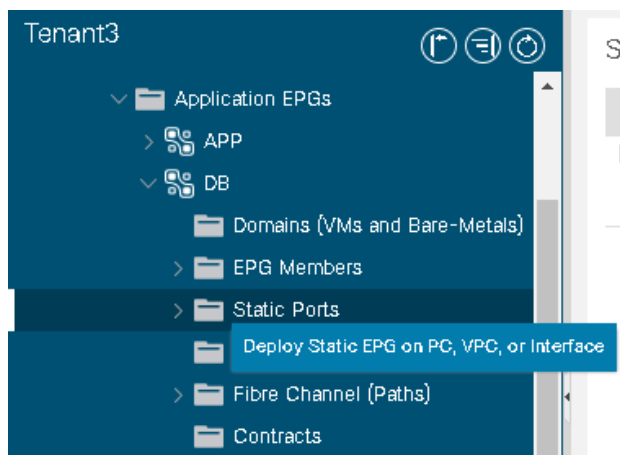 Tenant3
S
Application EPGs
APP
DB
Domains (VMs and Bare-Metals)
EPG Members
Static Ports
Deploy Static EPG on PC, VPC, or Interface
Fibre Channel (Paths)
Contracts